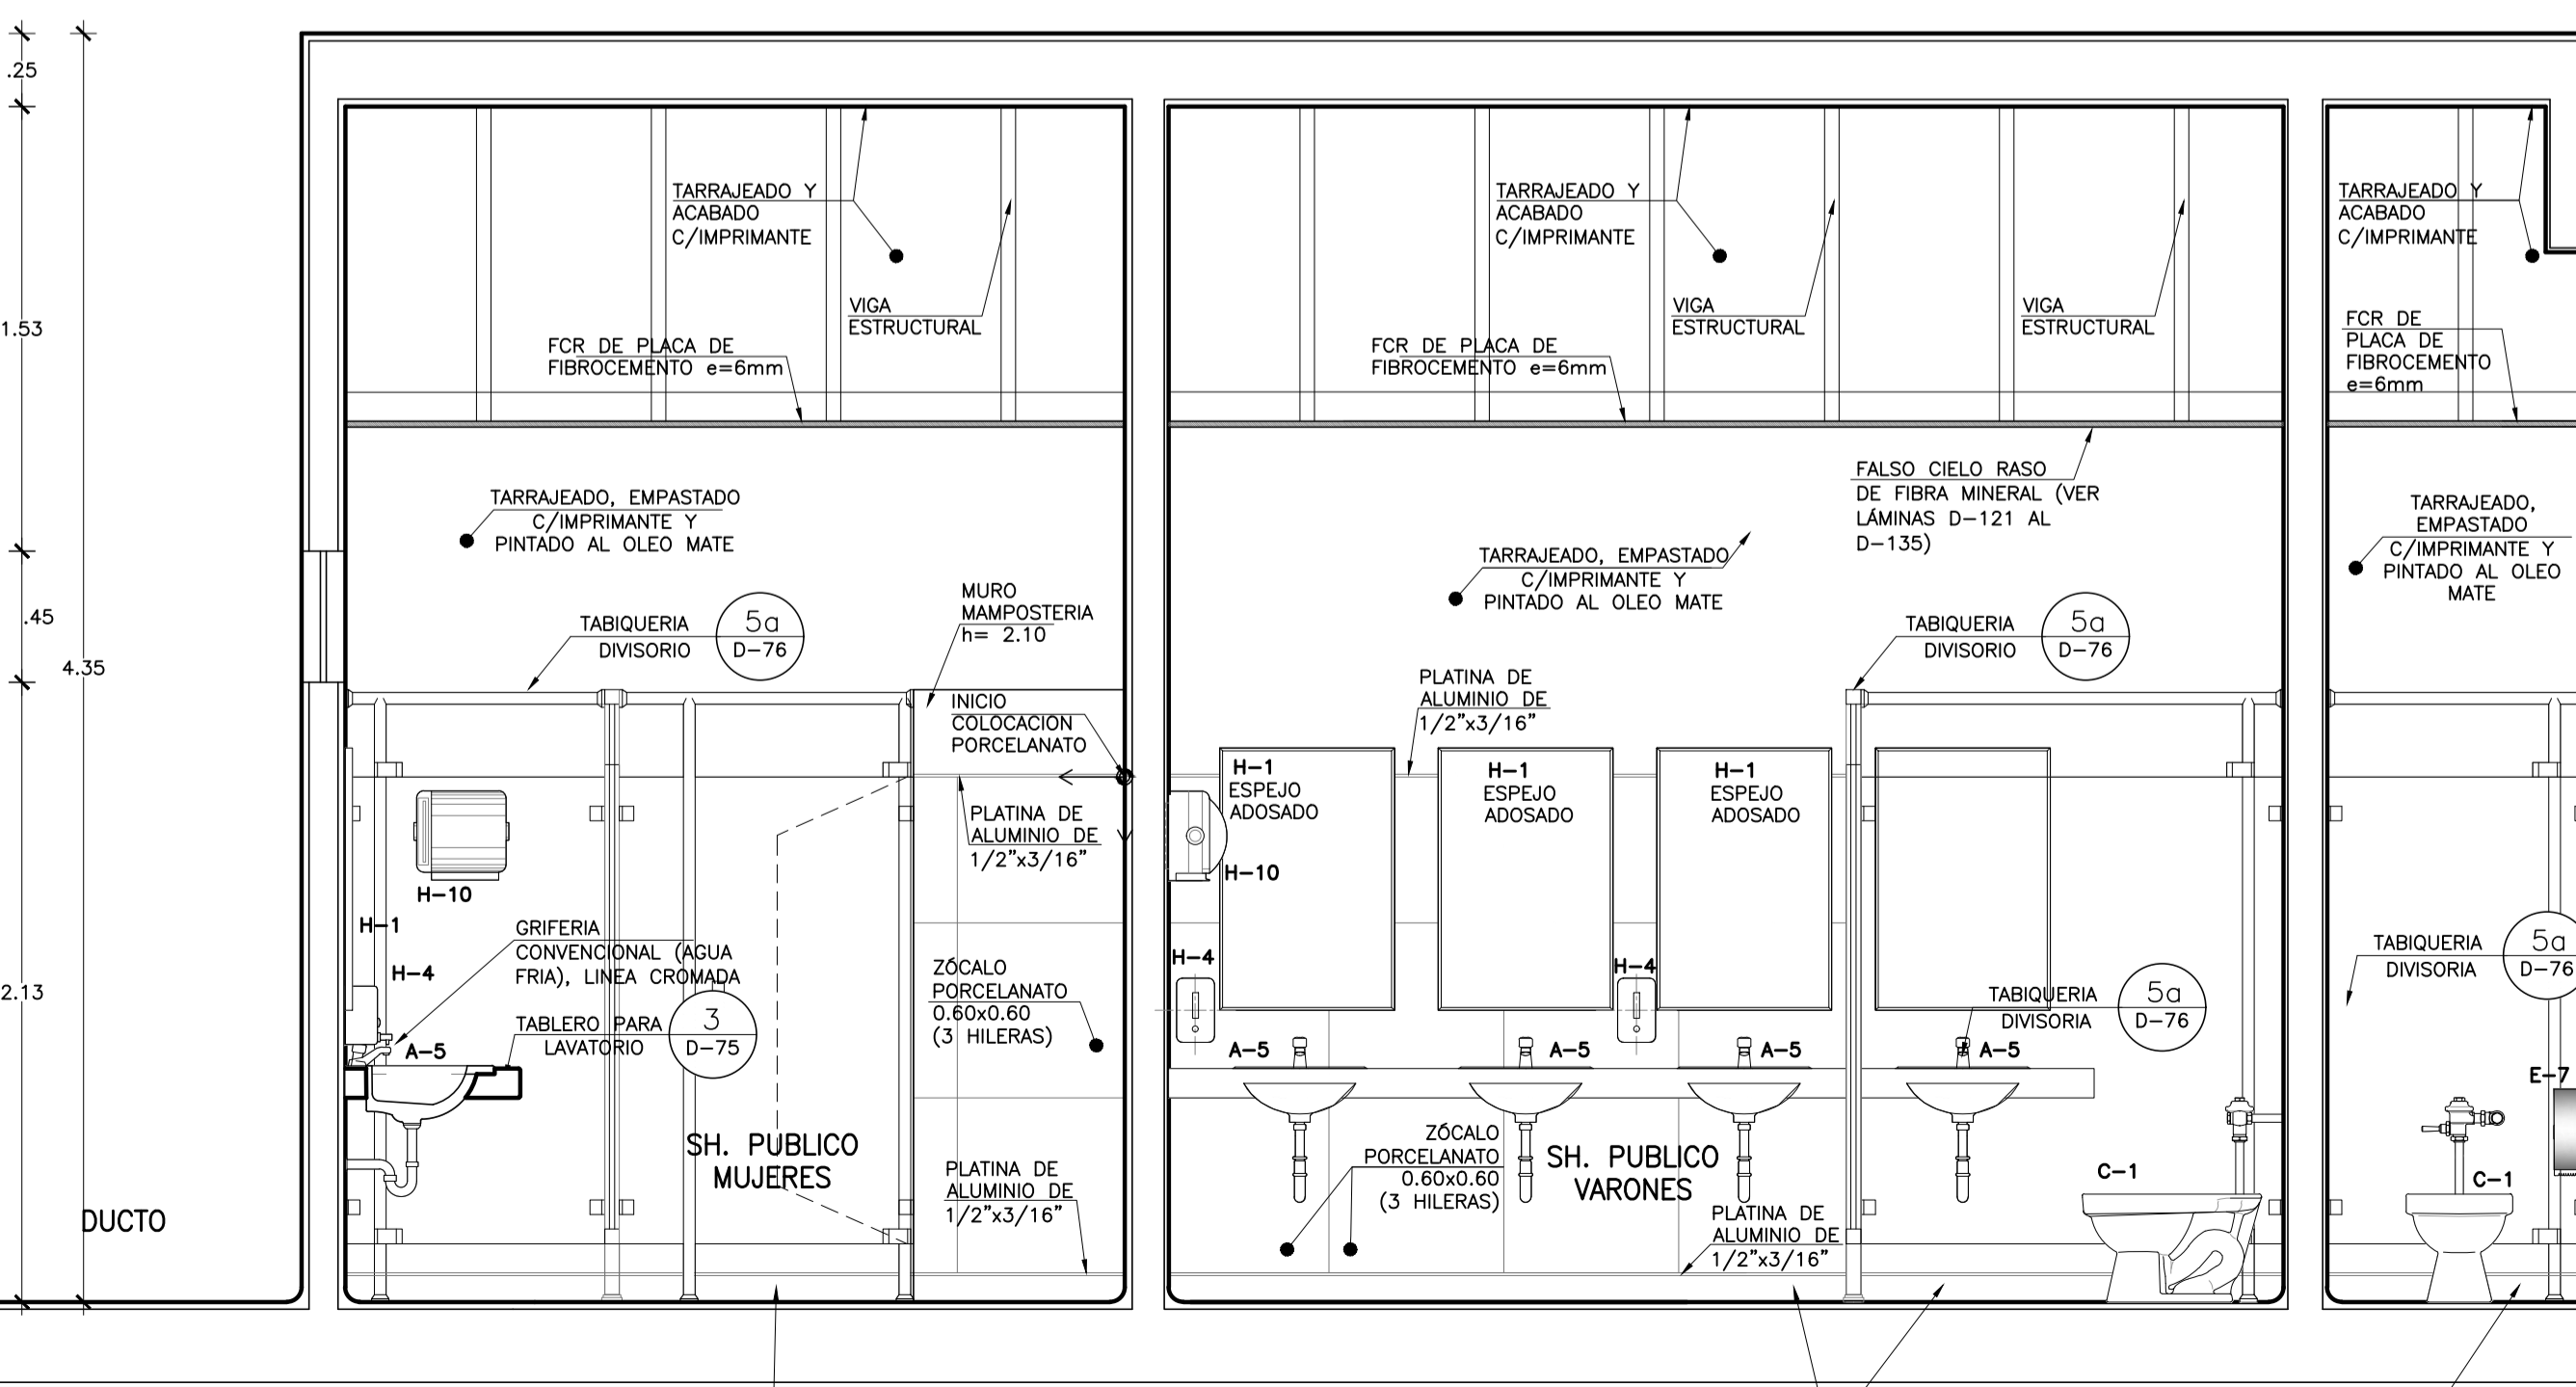 .25
1.53
.45
4.35
2.13
DUCTO
TARRAJEADO Y
ACABADO
C/IMPRIMANTE
VIGA
ESTRUCTURAL
FCR DE PLACA DE
FIBROCEMENTO e=6mm
TARRAJEADO, EMPASTADO
C/IMPRIMANTE Y
PINTADO AL OLEO MATE
TABIQUERIA
DIVISORIO
5a
D-76
MURO
MAMPOSTERIA
h= 2.10
INICIO
COLOCACION
PORCELANATO
PLATINA DE
ALUMINIO DE
1/2"x3/16"
H-10
H-1
H-4
GRIFERIA
CONVENCIONAL (AGUA
FRIA), LINEA CROMADA
TABLERO PARA
LAVATORIO
3
D-75
A-5
ZÓCALO
PORCELANATO
0.60x0.60
(3 HILERAS)
SH. PUBLICO
MUJERES
PLATINA DE
ALUMINIO DE
1/2"x3/16"
TARRAJEADO Y
ACABADO
C/IMPRIMANTE
VIGA
ESTRUCTURAL
VIGA
ESTRUCTURAL
FCR DE PLACA DE
FIBROCEMENTO e=6mm
FALSO CIELO RASO
DE FIBRA MINERAL (VER
LÁMINAS D-121 AL
D-135)
TARRAJEADO, EMPASTADO
C/IMPRIMANTE Y
PINTADO AL OLEO MATE
TABIQUERIA
DIVISORIO
5a
D-76
PLATINA DE
ALUMINIO DE
1/2"x3/16"
H-1
ESPEJO
ADOSADO
H-1
ESPEJO
ADOSADO
H-1
ESPEJO
ADOSADO
H-10
H-4
H-4
TABIQUERIA
DIVISORIA
5a
D-76
A-5
A-5
A-5
A-5
ZÓCALO
PORCELANATO
0.60x0.60
(3 HILERAS)
SH. PUBLICO
VARONES
C-1
PLATINA DE
ALUMINIO DE
1/2"x3/16"
TARRAJEADO Y
ACABADO
C/IMPRIMANTE
FCR DE
PLACA DE
FIBROCEMENTO
e=6mm
TARRAJEADO,
EMPASTADO
C/IMPRIMANTE Y
PINTADO AL OLEO
MATE
TABIQUERIA
DIVISORIA
5a
D-76
E-7
C-1